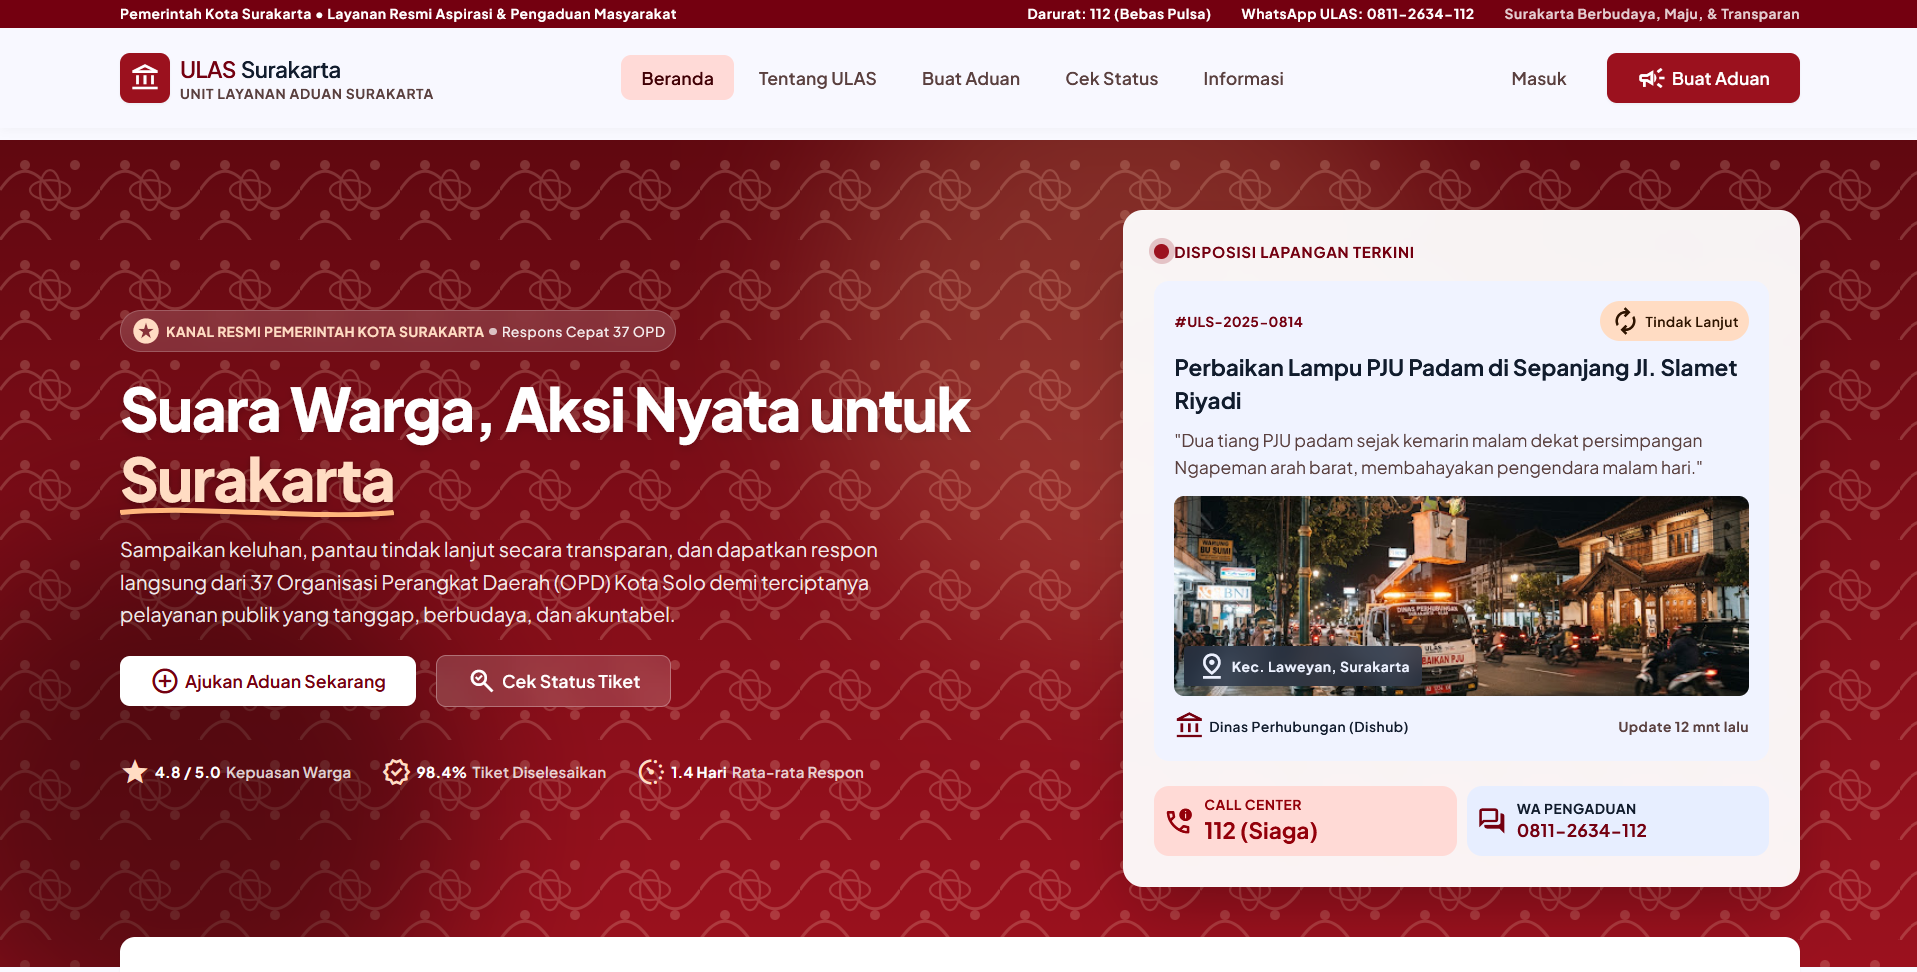 Pemerintah Kota Surakarta • Layanan Resmi Aspirasi & Pengaduan Masyarakat
Darurat: 112 (Bebas Pulsa)
WhatsApp ULAS: 0811-2634-112
Surakarta Berbudaya, Maju, & Transparan
ULAS Surakarta
UNIT LAYANAN ADUAN SURAKARTA
Beranda
Tentang ULAS
Buat Aduan
Cek Status
Informasi
Masuk
Buat Aduan
KANAL RESMI PEMERINTAH KOTA SURAKARTA • Respons Cepat 37 OPD
Suara Warga, Aksi Nyata untuk
Surakarta
Sampaikan keluhan, pantau tindak lanjut secara transparan, dan dapatkan respon
langsung dari 37 Organisasi Perangkat Daerah (OPD) Kota Solo demi terciptanya
pelayanan publik yang tanggap, berbudaya, dan akuntabel.
Ajukan Aduan Sekarang
Cek Status Tiket
4.8 / 5.0 Kepuasan Warga
98.4% Tiket Diselesaikan
1.4 Hari Rata-rata Respon
DISPOSISI LAPANGAN TERKINI
#ULS-2025-0814
Tindak Lanjut
Perbaikan Lampu PJU Padam di Sepanjang Jl. Slamet
Riyadi
"Dua tiang PJU padam sejak kemarin malam dekat persimpangan
Ngapeman arah barat, membahayakan pengendara malam hari."
WARUNG
BU SUMI
BNI
DINAS PERHUBUNGAN
ULAS
BAIKAN PJU
Kec. Laweyan, Surakarta
Dinas Perhubungan (Dishub)
Update 12 mnt lalu
CALL CENTER
112 (Siaga)
WA PENGADUAN
0811-2634-112